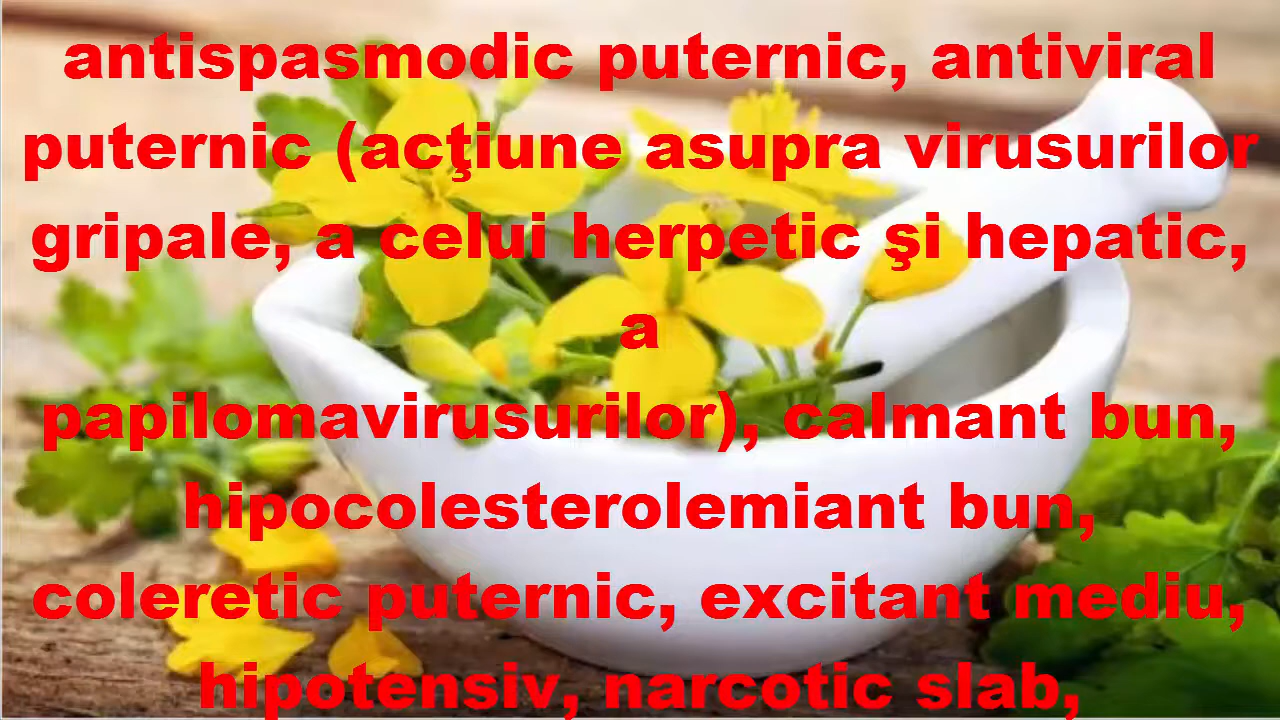 antispasmodic puternic, antiviral
puternic (acţiune asupra virusurilor
gripale, a celui herpetic şi hepatic,
a
papilomavirusurilor), calmant bun,
hipocolesterolemiant bun,
coleretic puternic, excitant mediu,
hipotensiv, narcotic slab,